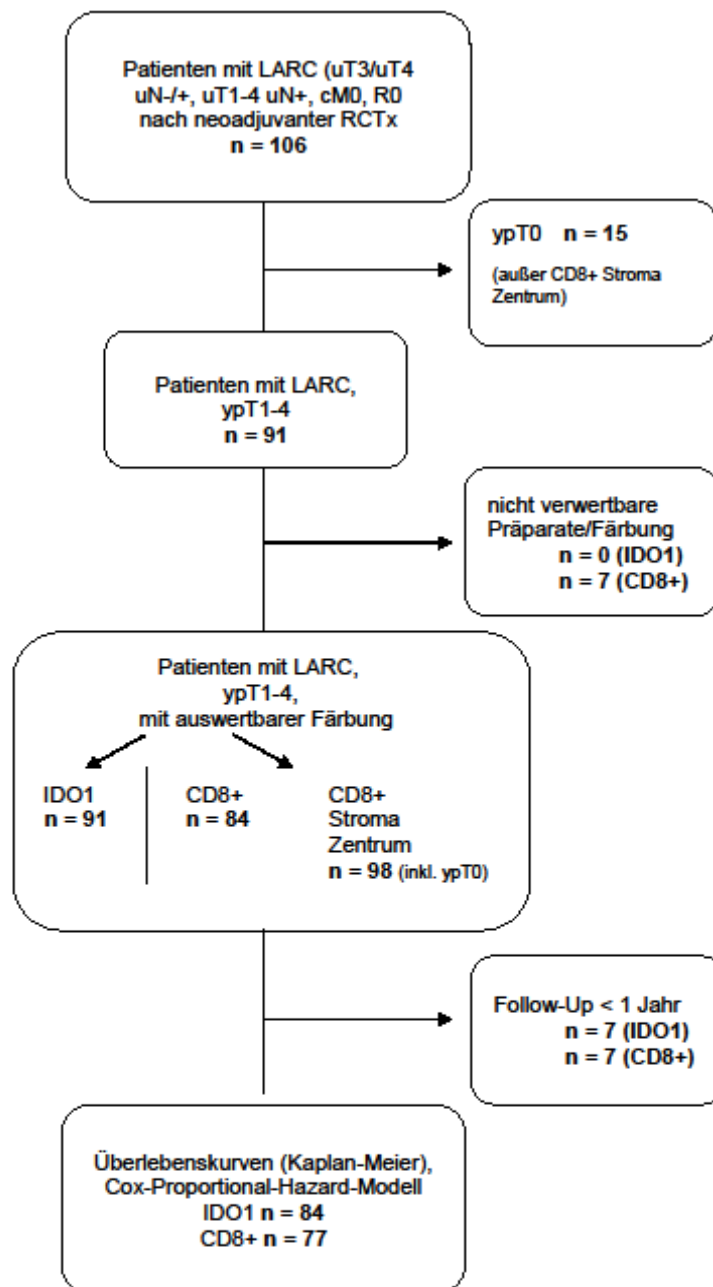 Patienten mit LARC (uT3/uT4
uN-/+, uT1-4 uN+, cM0, R0
nach neoadjuvanter RCTx
n = 106
ypT0 n = 15
(außer CD8+ Stroma
Zentrum)
Patienten mit LARC,
ypT1-4
n = 91
nicht verwertbare
Präparate/Färbung
n = 0 (IDO1)
n = 7 (CD8+)
Patienten mit LARC,
ypT1-4,
mit auswertbarer Färbung
IDO1
n = 91
CD8+
n = 84
CD8+
Stroma
Zentrum
n = 98 (inkl. ypT0)
Follow-Up < 1 Jahr
n = 7 (IDO1)
n = 7 (CD8+)
Überlebenskurven (Kaplan-Meier),
Cox-Proportional-Hazard-Modell
IDO1 n = 84
CD8+ n = 77